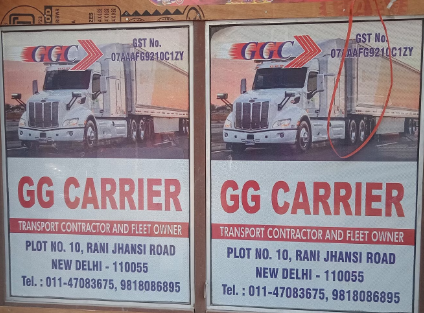 GGC
GST No.
07AAAFG9210C1ZY
GG CARRIER
TRANSPORT CONTRACTOR AND FLEET OWNER
PLOT NO. 10, RANI JHANSI ROAD
NEW DELHI - 110055
Tel. : 011-47083675, 9818086895
GGC
GST No.
07AAAFG9210C1ZY
GG CARRIER
TRANSPORT CONTRACTOR AND FLEET OWNER
PLOT NO. 10, RANI JHANSI ROAD
NEW DELHI - 110055
Tel. : 011-47083675, 9818086895